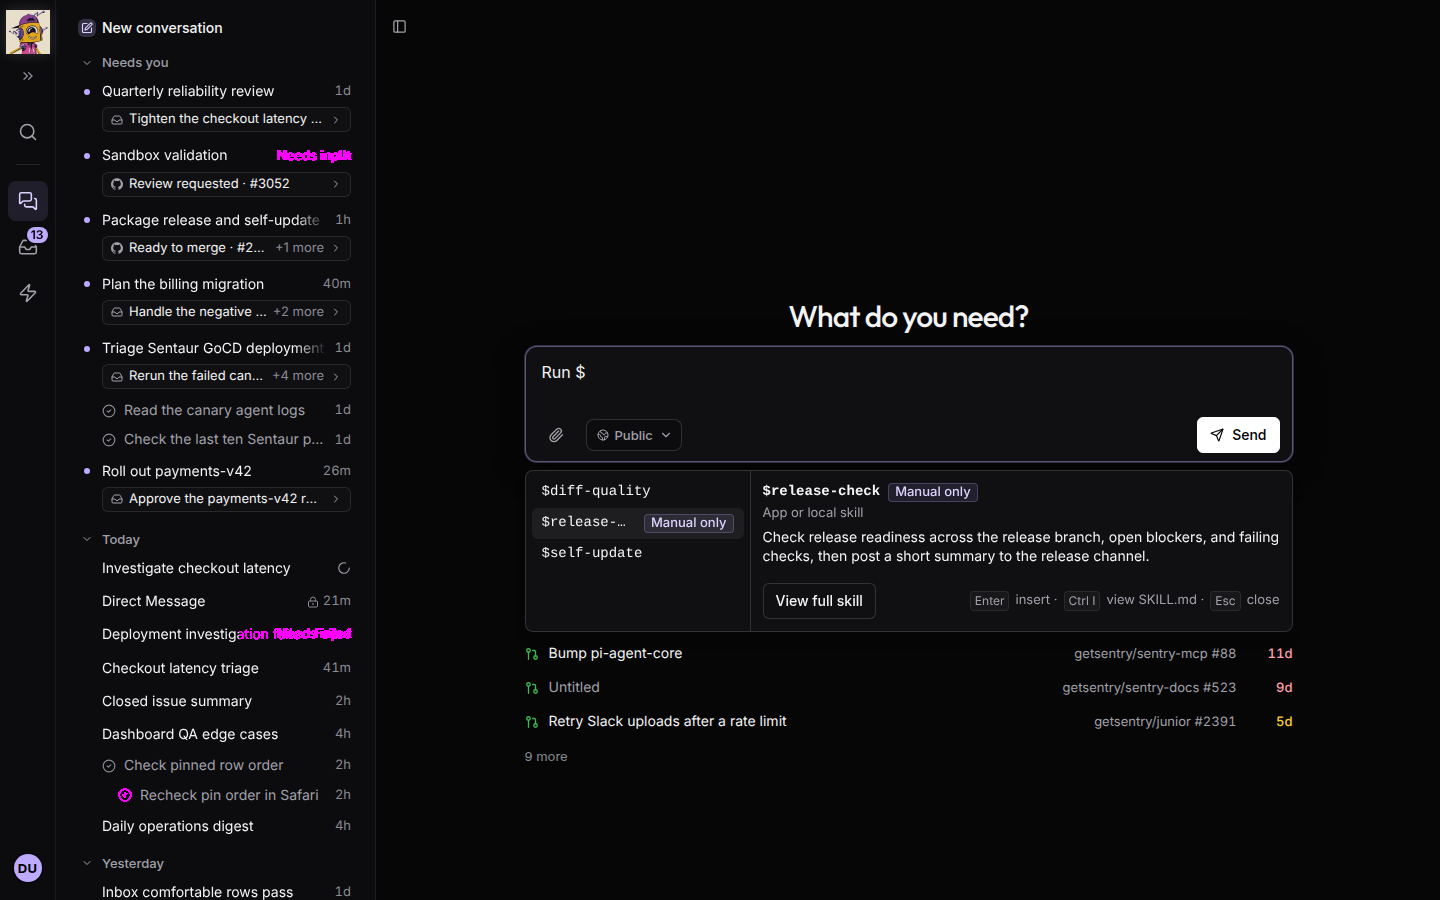 New conversation
Needs you
Quarterly reliability review 1d
Tighten the checkout latency ...
Sandbox validation
Review requested · #3052
Package release and self-update 1h
Ready to merge · #2... +1 more
Plan the billing migration 40m
Handle the negative ... +2 more
Triage Sentaur GoCD deployment 1d
Rerun the failed can... +4 more
Read the canary agent logs 1d
Check the last ten Sentaur p... 1d
Roll out payments-v42 26m
Approve the payments-v42 r...
Today
Investigate checkout latency
Direct Message 21m
Deployment investigation
Checkout latency triage 41m
Closed issue summary 2h
Dashboard QA edge cases 4h
Check pinned row order 2h
Recheck pin order in Safari 2h
Daily operations digest 4h
Yesterday
Inbox comfortable rows pass 1d
13
DU
What do you need?
Run $
Public
Send
$diff-quality
$release-… Manual only
$self-update
$release-check Manual only
App or local skill
Check release readiness across the release branch, open blockers, and failing
checks, then post a short summary to the release channel.
View full skill
Enter insert · Ctrl I view SKILL.md · Esc close
Bump pi-agent-core getsentry/sentry-mcp #88 11d
Untitled getsentry/sentry-docs #523 9d
Retry Slack uploads after a rate limit getsentry/junior #2391 5d
9 more